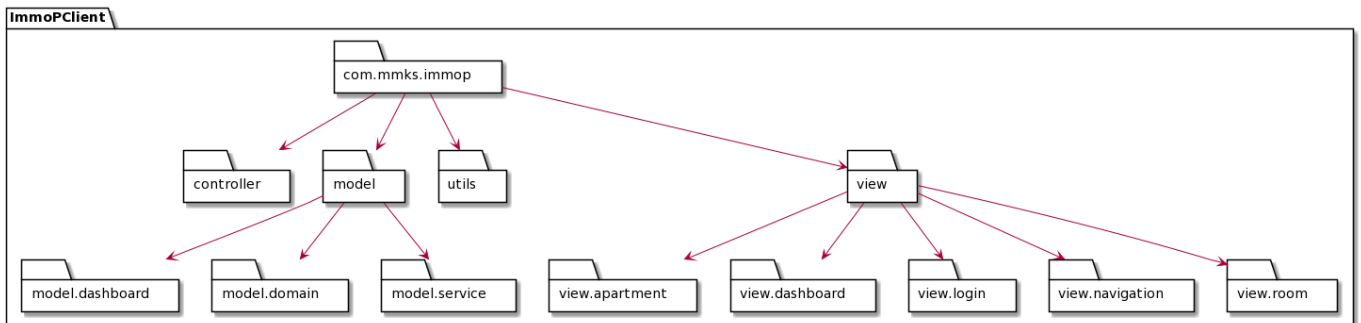 ImmoPClient
com.mmks.immop
controller
model
utils
view
model.dashboard
model.domain
model.service
view.apartment
view.dashboard
view.login
view.navigation
view.room